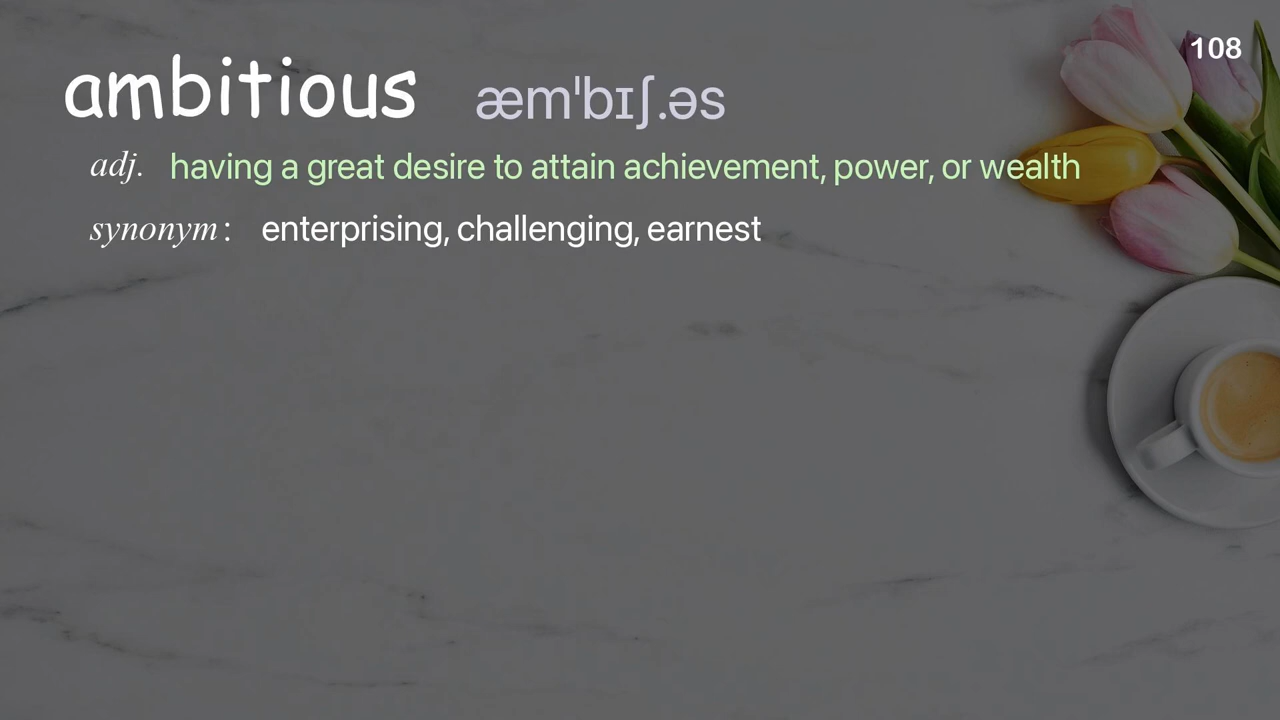 108
ambitious æmˈbɪʃ.əs
adj. having a great desire to attain achievement, power, or wealth
synonym: enterprising, challenging, earnest